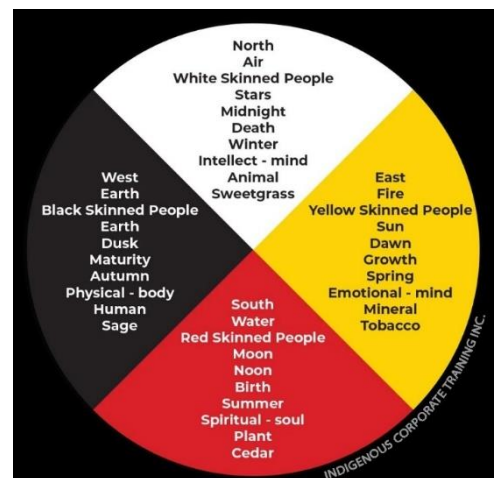 North
Air
White Skinned People
Stars
Midnight
Death
Winter
Intellect - mind
Animal
Sweetgrass
West
Earth
Black Skinned People
Earth
Dusk
Maturity
Autumn
Physical - body
Human
Sage
East
Fire
Yellow Skinned People
Sun
Dawn
Growth
Spring
Emotional - mind
Mineral
Tobacco
South
Water
Red Skinned People
Moon
Noon
Birth
Summer
Spiritual - soul
Plant
Cedar
INDIGENOUS CORPORATE TRAINING INC.